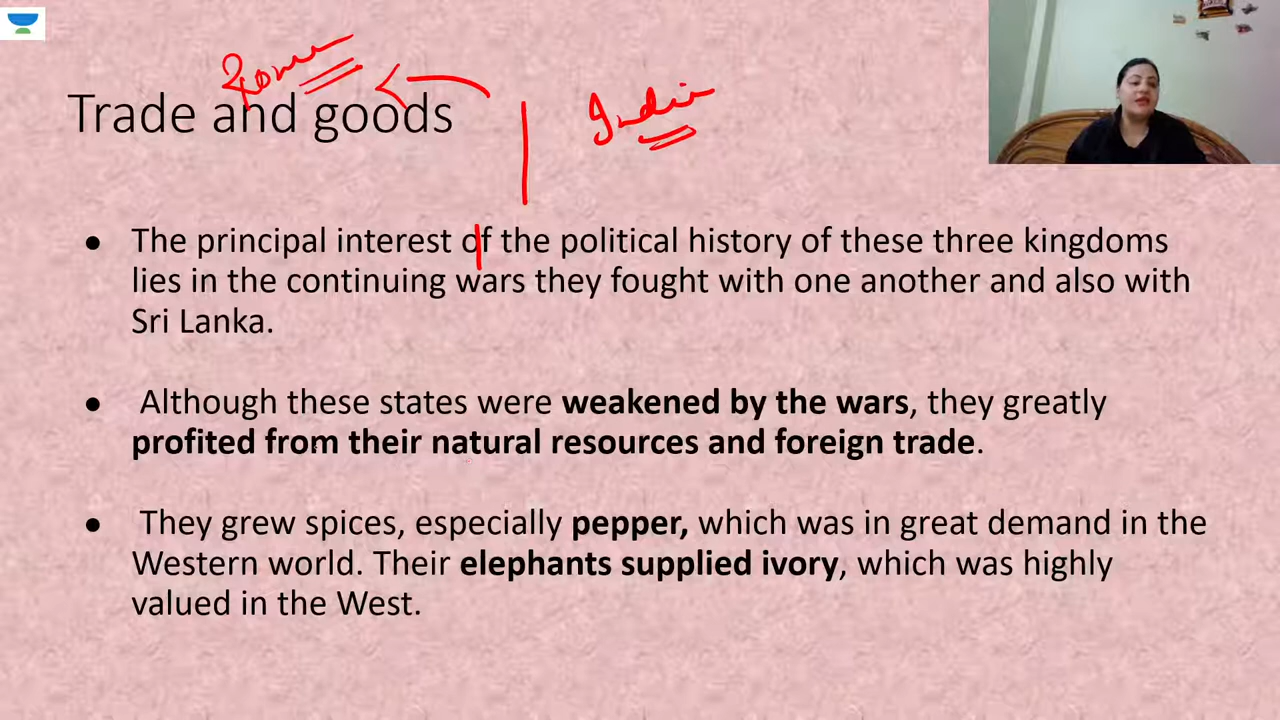 Rome
India
Trade and goods
● The principal interest of the political history of these three kingdoms
lies in the continuing wars they fought with one another and also with
Sri Lanka.
● Although these states were weakened by the wars, they greatly
profited from their natural resources and foreign trade.
● They grew spices, especially pepper, which was in great demand in the
Western world. Their elephants supplied ivory, which was highly
valued in the West.